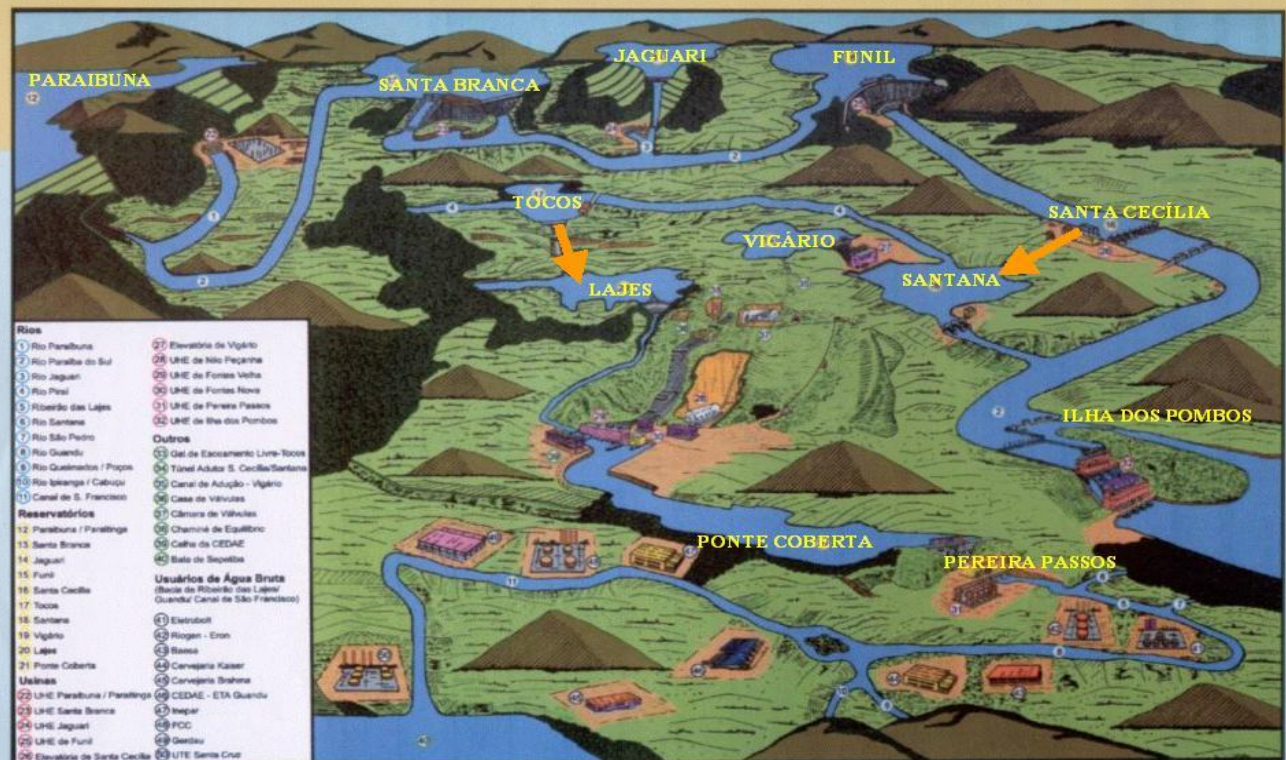 JAGUARI
FUNIL
PARAIBUNA
SANTA BRANCA
TOCOS
SANTA CECÍLIA
VIGÁRIO
LAJES
SANTANA
ILHA DOS POMBOS
PONTE COBERTA
PEREIRA PASSOS
Rios
1 Rio Paraibuna
2 Rio Paraíba do Sul
3 Rio Jaguari
4 Rio Piraí
5 Ribeirão das Lajes
6 Rio Santana
7 Rio São Pedro
8 Rio Guandu
9 Rio Queimados / Poços
10 Rio Ipiranga / Cabuçu
11 Canal de S. Francisco
Reservatórios
12 Paraibuna / Paraitinga
13 Santa Branca
14 Jaguari
15 Funil
16 Santa Cecília
17 Tocos
18 Santana
19 Vigário
20 Lajes
21 Ponte Coberta
Usinas
22 UHE Paraibuna / Paraitinga
23 UHE Santa Branca
24 UHE Jaguari
25 UHE de Funil
26 Elevatória de Santa Cecília
27 Elevatória de Vigário
28 UHE de Nilo Peçanha
29 UHE de Fontes Velha
30 UHE de Fontes Nova
31 UHE de Pereira Passos
32 UHE de Ilha dos Pombos
Outros
33 Gal de Escoamento Livre-Tocos
34 Túnel Adutor S. Cecília/Santana
35 Canal de Adução - Vigário
36 Casa de Válvulas
37 Câmara de Válvulas
38 Chaminé de Equilíbrio
39 Calha da CEDAE
40 Baía de Sepetiba
Usuários de Água Bruta
(Bacia de Ribeirão das Lajes/
Guandu/ Canal de São Francisco)
41 Eletrobolt
42 Riogen - Eron
43 Basea
44 Cervejaria Kaiser
45 Cervejaria Brahma
46 CEDAE - ETA Guandu
47 Inepar
48 FCC
49 Gerdau
50 UTE Santa Cruz